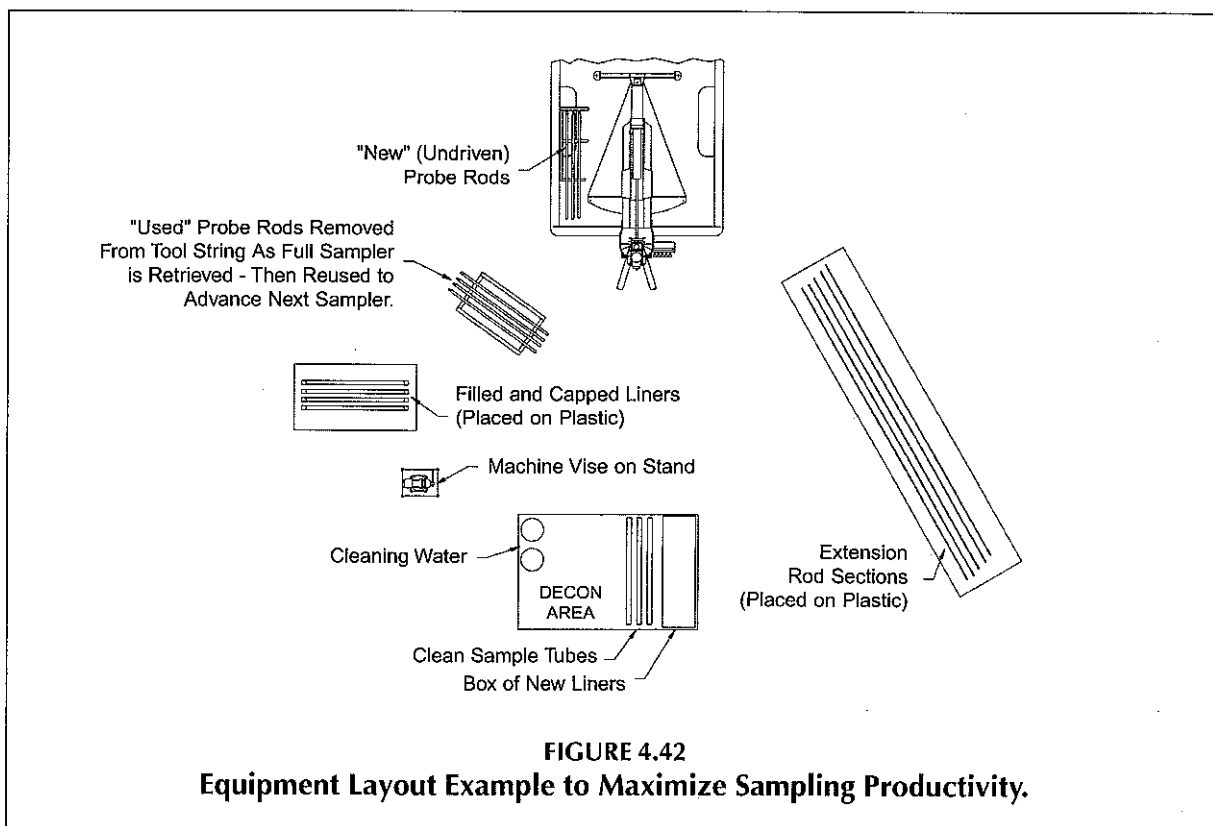 "New" (Undriven)
Probe Rods
"Used" Probe Rods Removed
From Tool String As Full Sampler
is Retrieved - Then Reused to
Advance Next Sampler.
Filled and Capped Liners
(Placed on Plastic)
Machine Vise on Stand
Cleaning Water
DECON
AREA
Extension
Rod Sections
(Placed on Plastic)
Clean Sample Tubes
Box of New Liners
FIGURE 4.42
Equipment Layout Example to Maximize Sampling Productivity.